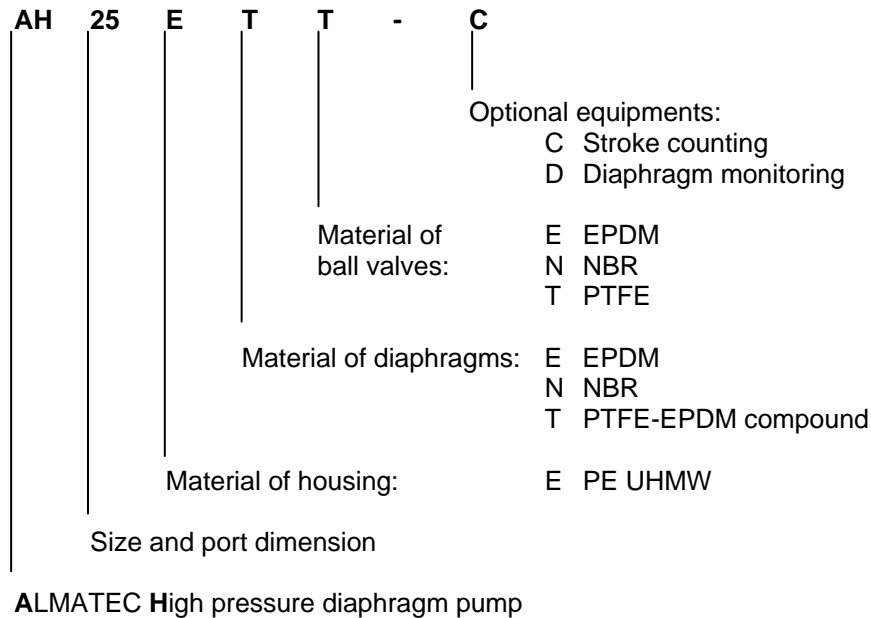 AH 25 E T T - C
Optional equipments:
C Stroke counting
D Diaphragm monitoring
Material of E EPDM
ball valves: N NBR
T PTFE
Material of diaphragms: E EPDM
N NBR
T PTFE-EPDM compound
Material of housing: E PE UHMW
Size and port dimension
ALMATEC High pressure diaphragm pump